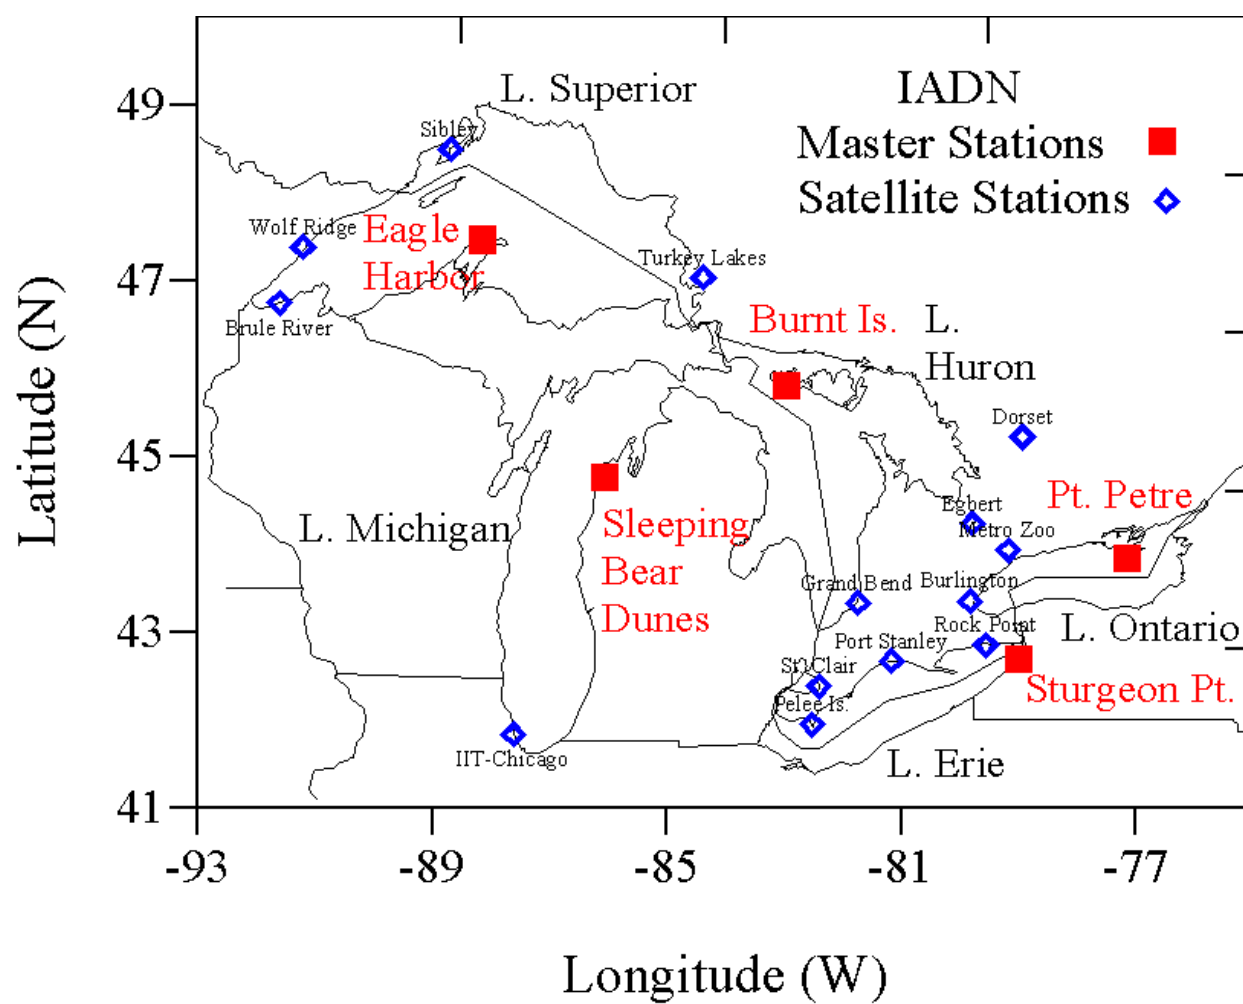 IADN
Master Stations
Satellite Stations
L. Superior
49
Sibley
Wolf Ridge
Eagle
Harbor
Turkey Lakes
47
Brule River
Burnt Is.
L.
Huron
Dorset
45
Pt. Petre
Egbert
L. Michigan
Sleeping
Bear
Dunes
Metro Zoo
Grand Bend
Burlington
43
Rock Point
L. Ontario
Port Stanley
St. Clair
Sturgeon Pt.
Pelee Is.
IIT-Chicago
L. Erie
41
-93
-89
-85
-81
-77
Latitude (N)
Longitude (W)